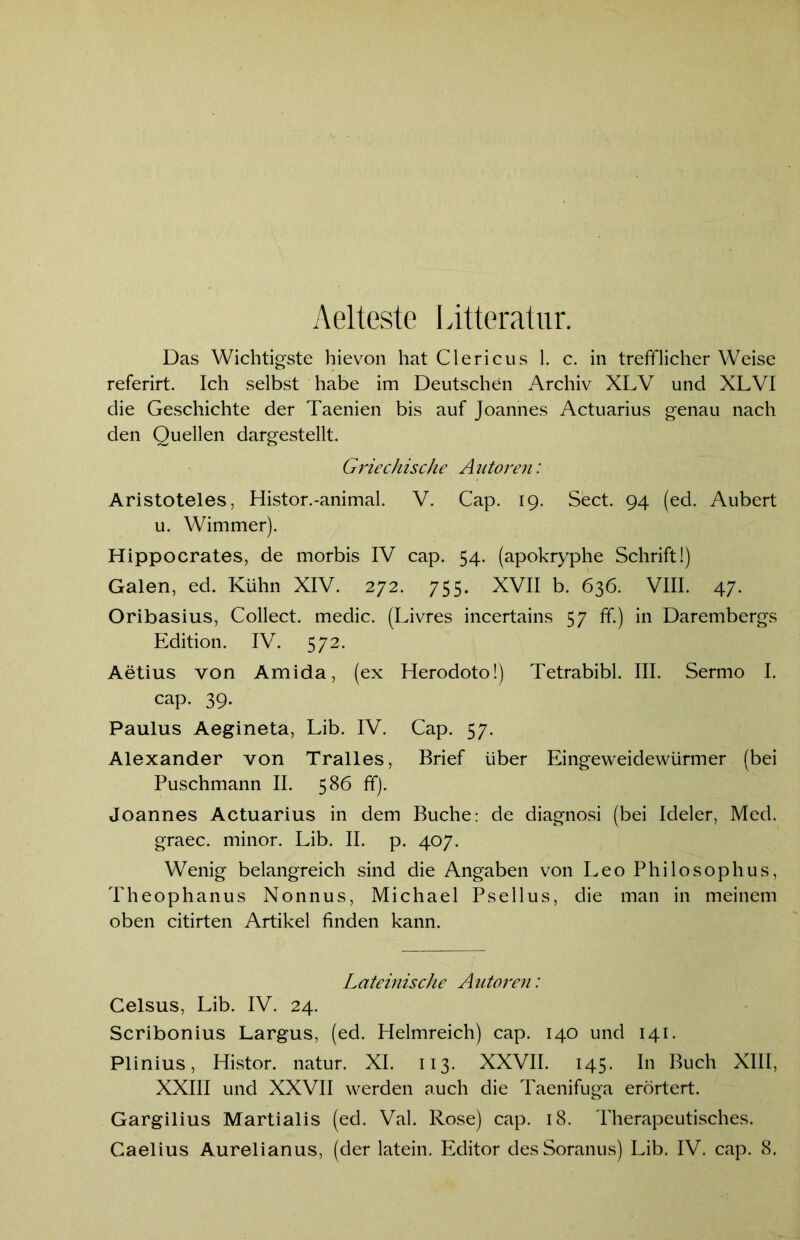 Aelteste Litteratur.
Das Wichtigste hievon hat Clericus l. c. in trefflicher Weise
referirt. Ich selbst habe im Deutschen Archiv XLV und XLVI
die Geschichte der Taenien bis auf Joannes Actuarius genau nach
den Quellen dargestellt.
Griechische Autoren:
Aristoteles, Histor.-animal. V. Cap. 19. Sect. 94 (ed. Aubert
u. Wimmer).
Hippocrates, de morbis IV cap. 54. (apokryphe Schrift!)
Galen, ed. Kühn XIV. 272. 755. XVII b. 636. VIII. 47.
Oribasius, Collect. medic. (Livres incertains 57 ff.) in Darembergs
Edition. IV. 572.
Aëtius von Amida, (ex Herodoto!) Tetrabibl. III. Sermo I.
cap. 39.
Paulus Aegineta, Lib. IV. Cap. 57.
Alexander von Tralles, Brief über Eingeweidewürmer (bei
Puschmann II. 586 ff).
Joannes Actuarius in dem Buche: de diagnosi (bei Ideler, Med.
graec. minor. Lib. II. p. 407.
Wenig belangreich sind die Angaben von Leo Philosophus,
Theophanus Nonnus, Michael Psellus, die man in meinem
oben citirten Artikel finden kann.
Lateinische Autoren:
Celsus, Lib. IV. 24.
Scribonius Largus, (ed. Helmreich) cap. 140 und 141.
Plinius, Histor. natur. XI. 113. XXVII. 145. In Buch XIII,
XXIII und XXVII werden auch die Taenifuga erörtert.
Gargilius Martialis (ed. Val. Rose) cap. 18. Therapeutisches.
Caelius Aurelianus, (der latein. Editor des Soranus) Lib. IV. cap. 8.